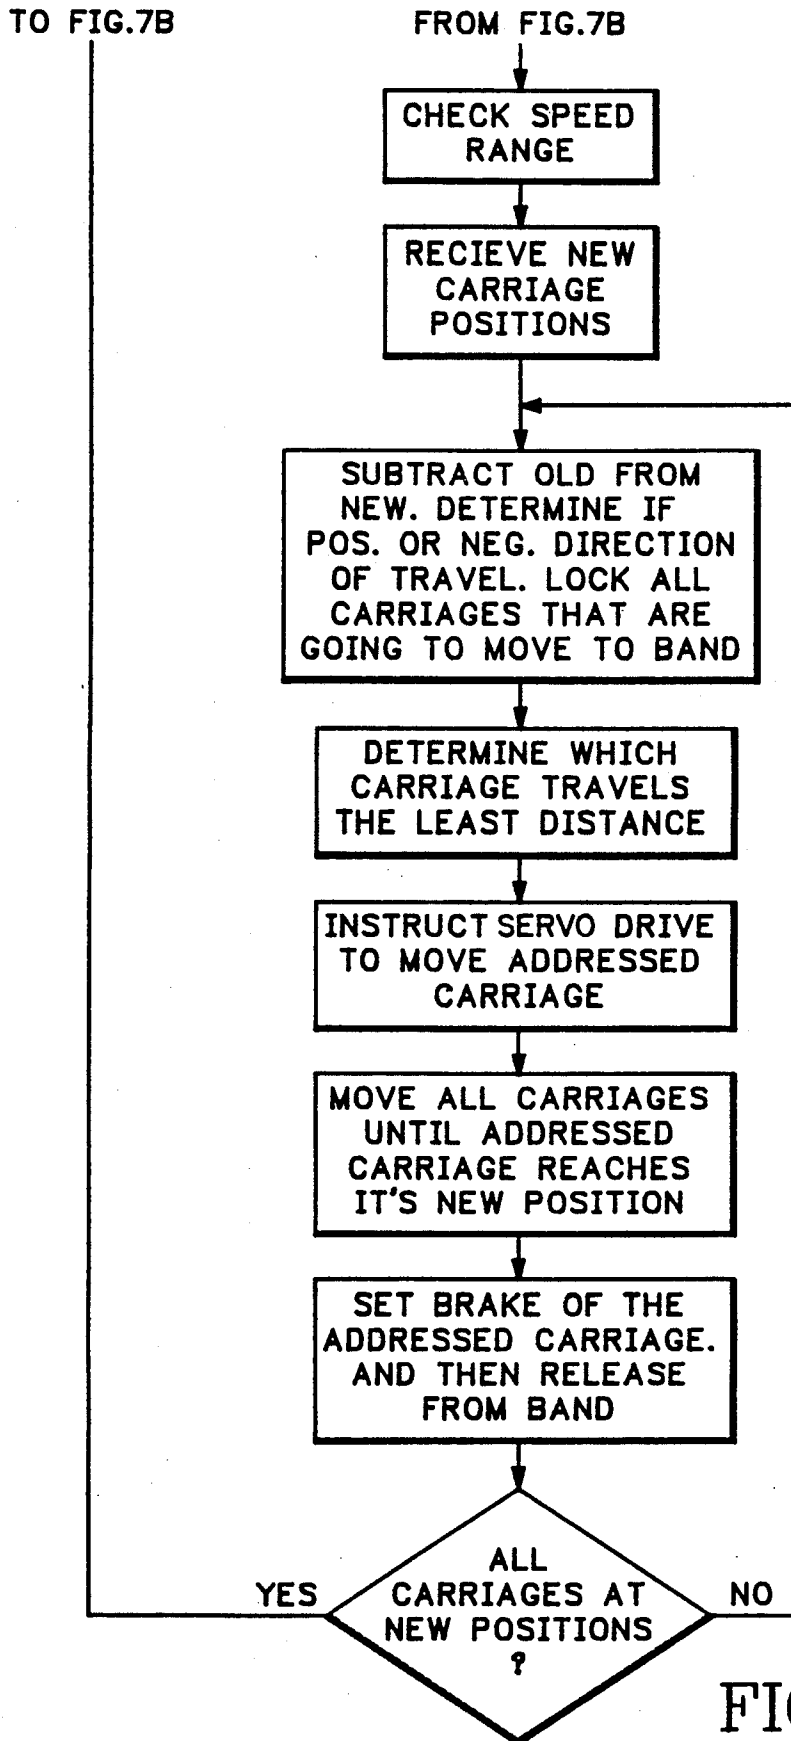 TO FIG.7B
FROM FIG.7B
CHECK SPEED
RANGE
RECIEVE NEW
CARRIAGE
POSITIONS
SUBTRACT OLD FROM
NEW. DETERMINE IF
POS. OR NEG. DIRECTION
OF TRAVEL. LOCK ALL
CARRIAGES THAT ARE
GOING TO MOVE TO BAND
DETERMINE WHICH
CARRIAGE TRAVELS
THE LEAST DISTANCE
INSTRUCT SERVO DRIVE
TO MOVE ADDRESSED
CARRIAGE
MOVE ALL CARRIAGES
UNTIL ADDRESSED
CARRIAGE REACHES
IT'S NEW POSITION
SET BRAKE OF THE
ADDRESSED CARRIAGE.
AND THEN RELEASE
FROM BAND
ALL
CARRIAGES AT
NEW POSITIONS
?
YES
NO